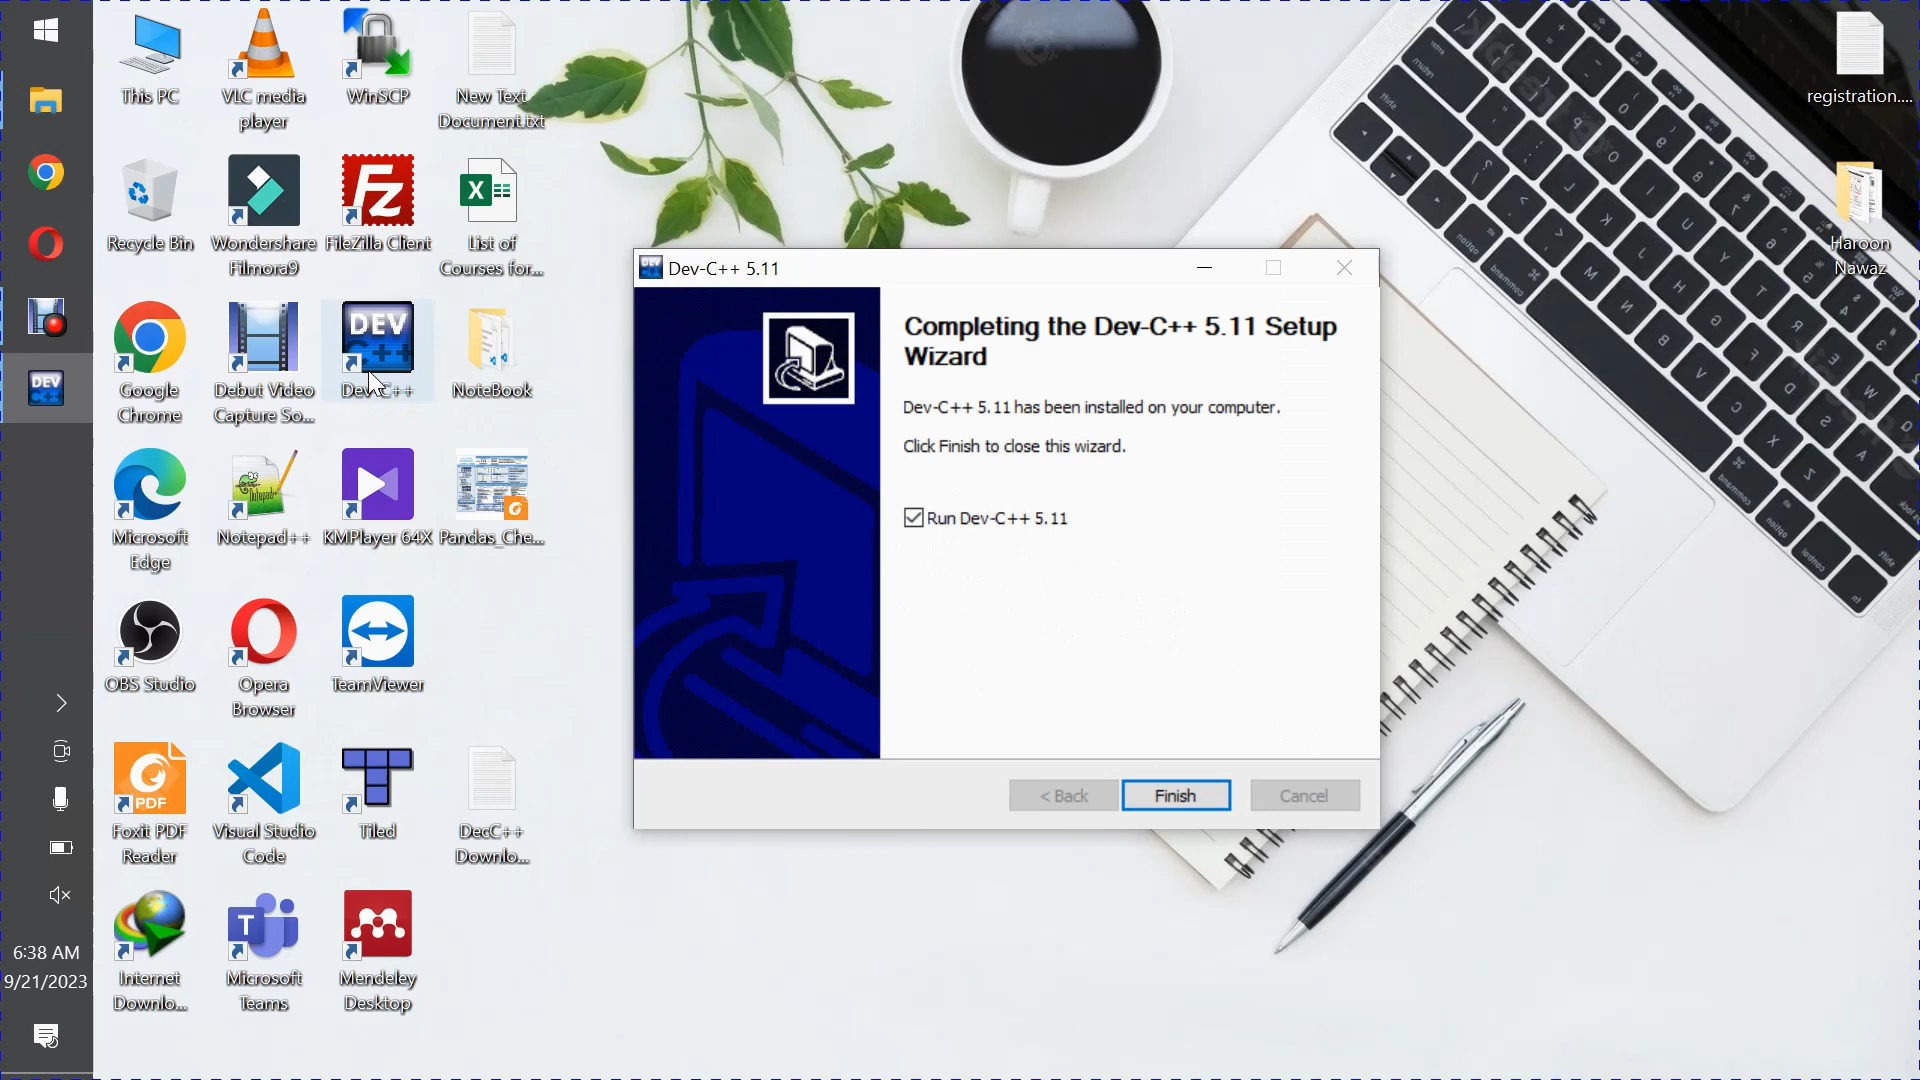 This PC
VLC media
player
WinSCP
New Text
Document.txt
registration....
Recycle Bin
Wondershare
Filmora9
FileZilla Client
List of
Courses for...
Haroon
Nawaz
Google
Chrome
Debut Video
Capture So...
DEV
C++
Dev-C++
NoteBook
Microsoft
Edge
Notepad++
KMPlayer 64X
Pandas_Che...
OBS Studio
Opera
Browser
TeamViewer
PDF
Foxit PDF
Reader
Visual Studio
Code
Tiled
DecC++
Downlo...
Internet
Downlo...
Microsoft
Teams
Mendeley
Desktop
DEV
C++
6:38 AM
9/21/2023
Dev-C++ 5.11
Completing the Dev-C++ 5.11 Setup
Wizard
Dev-C++ 5.11 has been installed on your computer.
Click Finish to close this wizard.
Run Dev-C++ 5.11
< Back
Finish
Cancel